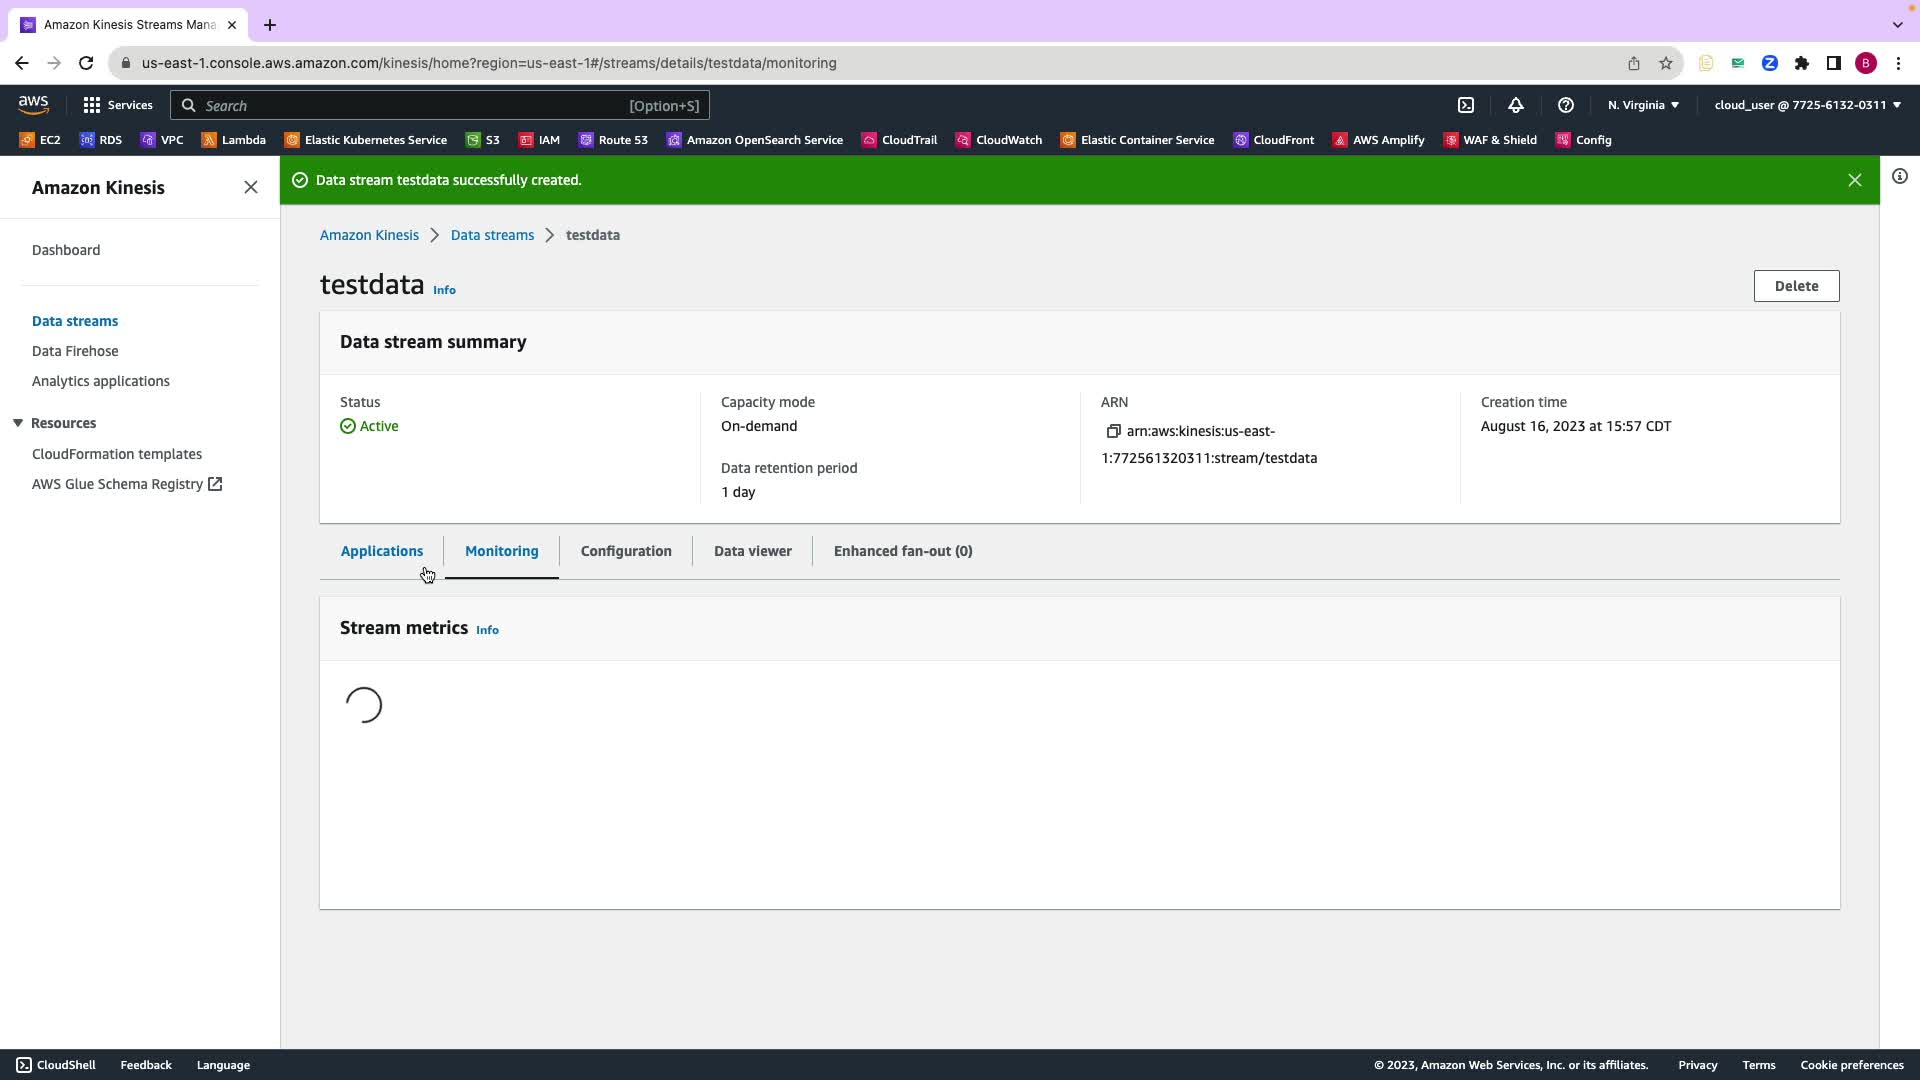 Amazon Kinesis Streams Mana
us-east-1.console.aws.amazon.com/kinesis/home?region=us-east-1#/streams/details/testdata/monitoring
B
aws Services Search [Option+S] N. Virginia cloud_user @ 7725-6132-0311
EC2 RDS VPC Lambda Elastic Kubernetes Service S3 IAM Route 53 Amazon OpenSearch Service CloudTrail CloudWatch Elastic Container Service CloudFront AWS Amplify WAF & Shield Config
Amazon Kinesis
Dashboard
Data streams
Data Firehose
Analytics applications
Resources
CloudFormation templates
AWS Glue Schema Registry
Data stream testdata successfully created.
Amazon Kinesis > Data streams > testdata
testdata Info
Delete
Data stream summary
Status
Active
Capacity mode
On-demand
Data retention period
1 day
ARN
arn:aws:kinesis:us-east-
1:772561320311:stream/testdata
Creation time
August 16, 2023 at 15:57 CDT
Applications Monitoring Configuration Data viewer Enhanced fan-out (0)
Stream metrics Info
CloudShell Feedback Language © 2023, Amazon Web Services, Inc. or its affiliates. Privacy Terms Cookie preferences